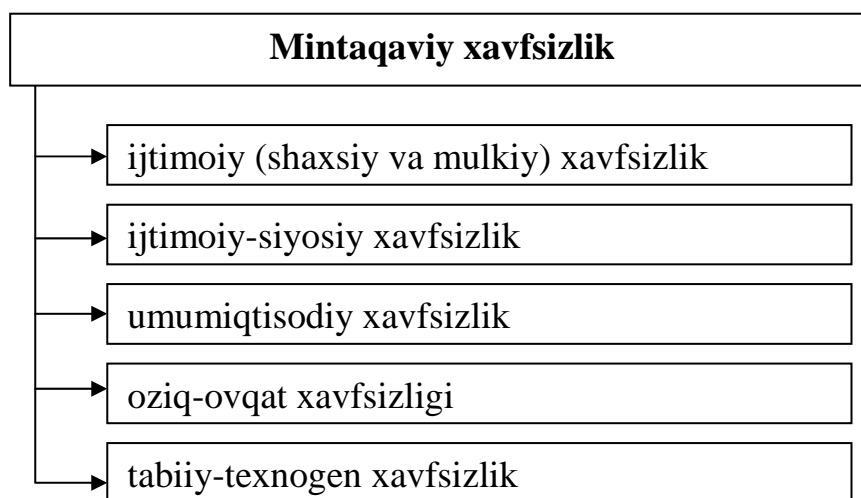 Mintaqaviy xavfsizlik
ijtimoiy (shaxsiy va mulkiy) xavfsizlik
ijtimoiy-siyosiy xavfsizlik
umumiqtisodiy xavfsizlik
oziq-ovqat xavfsizligi
tabiiy-texnogen xavfsizlik